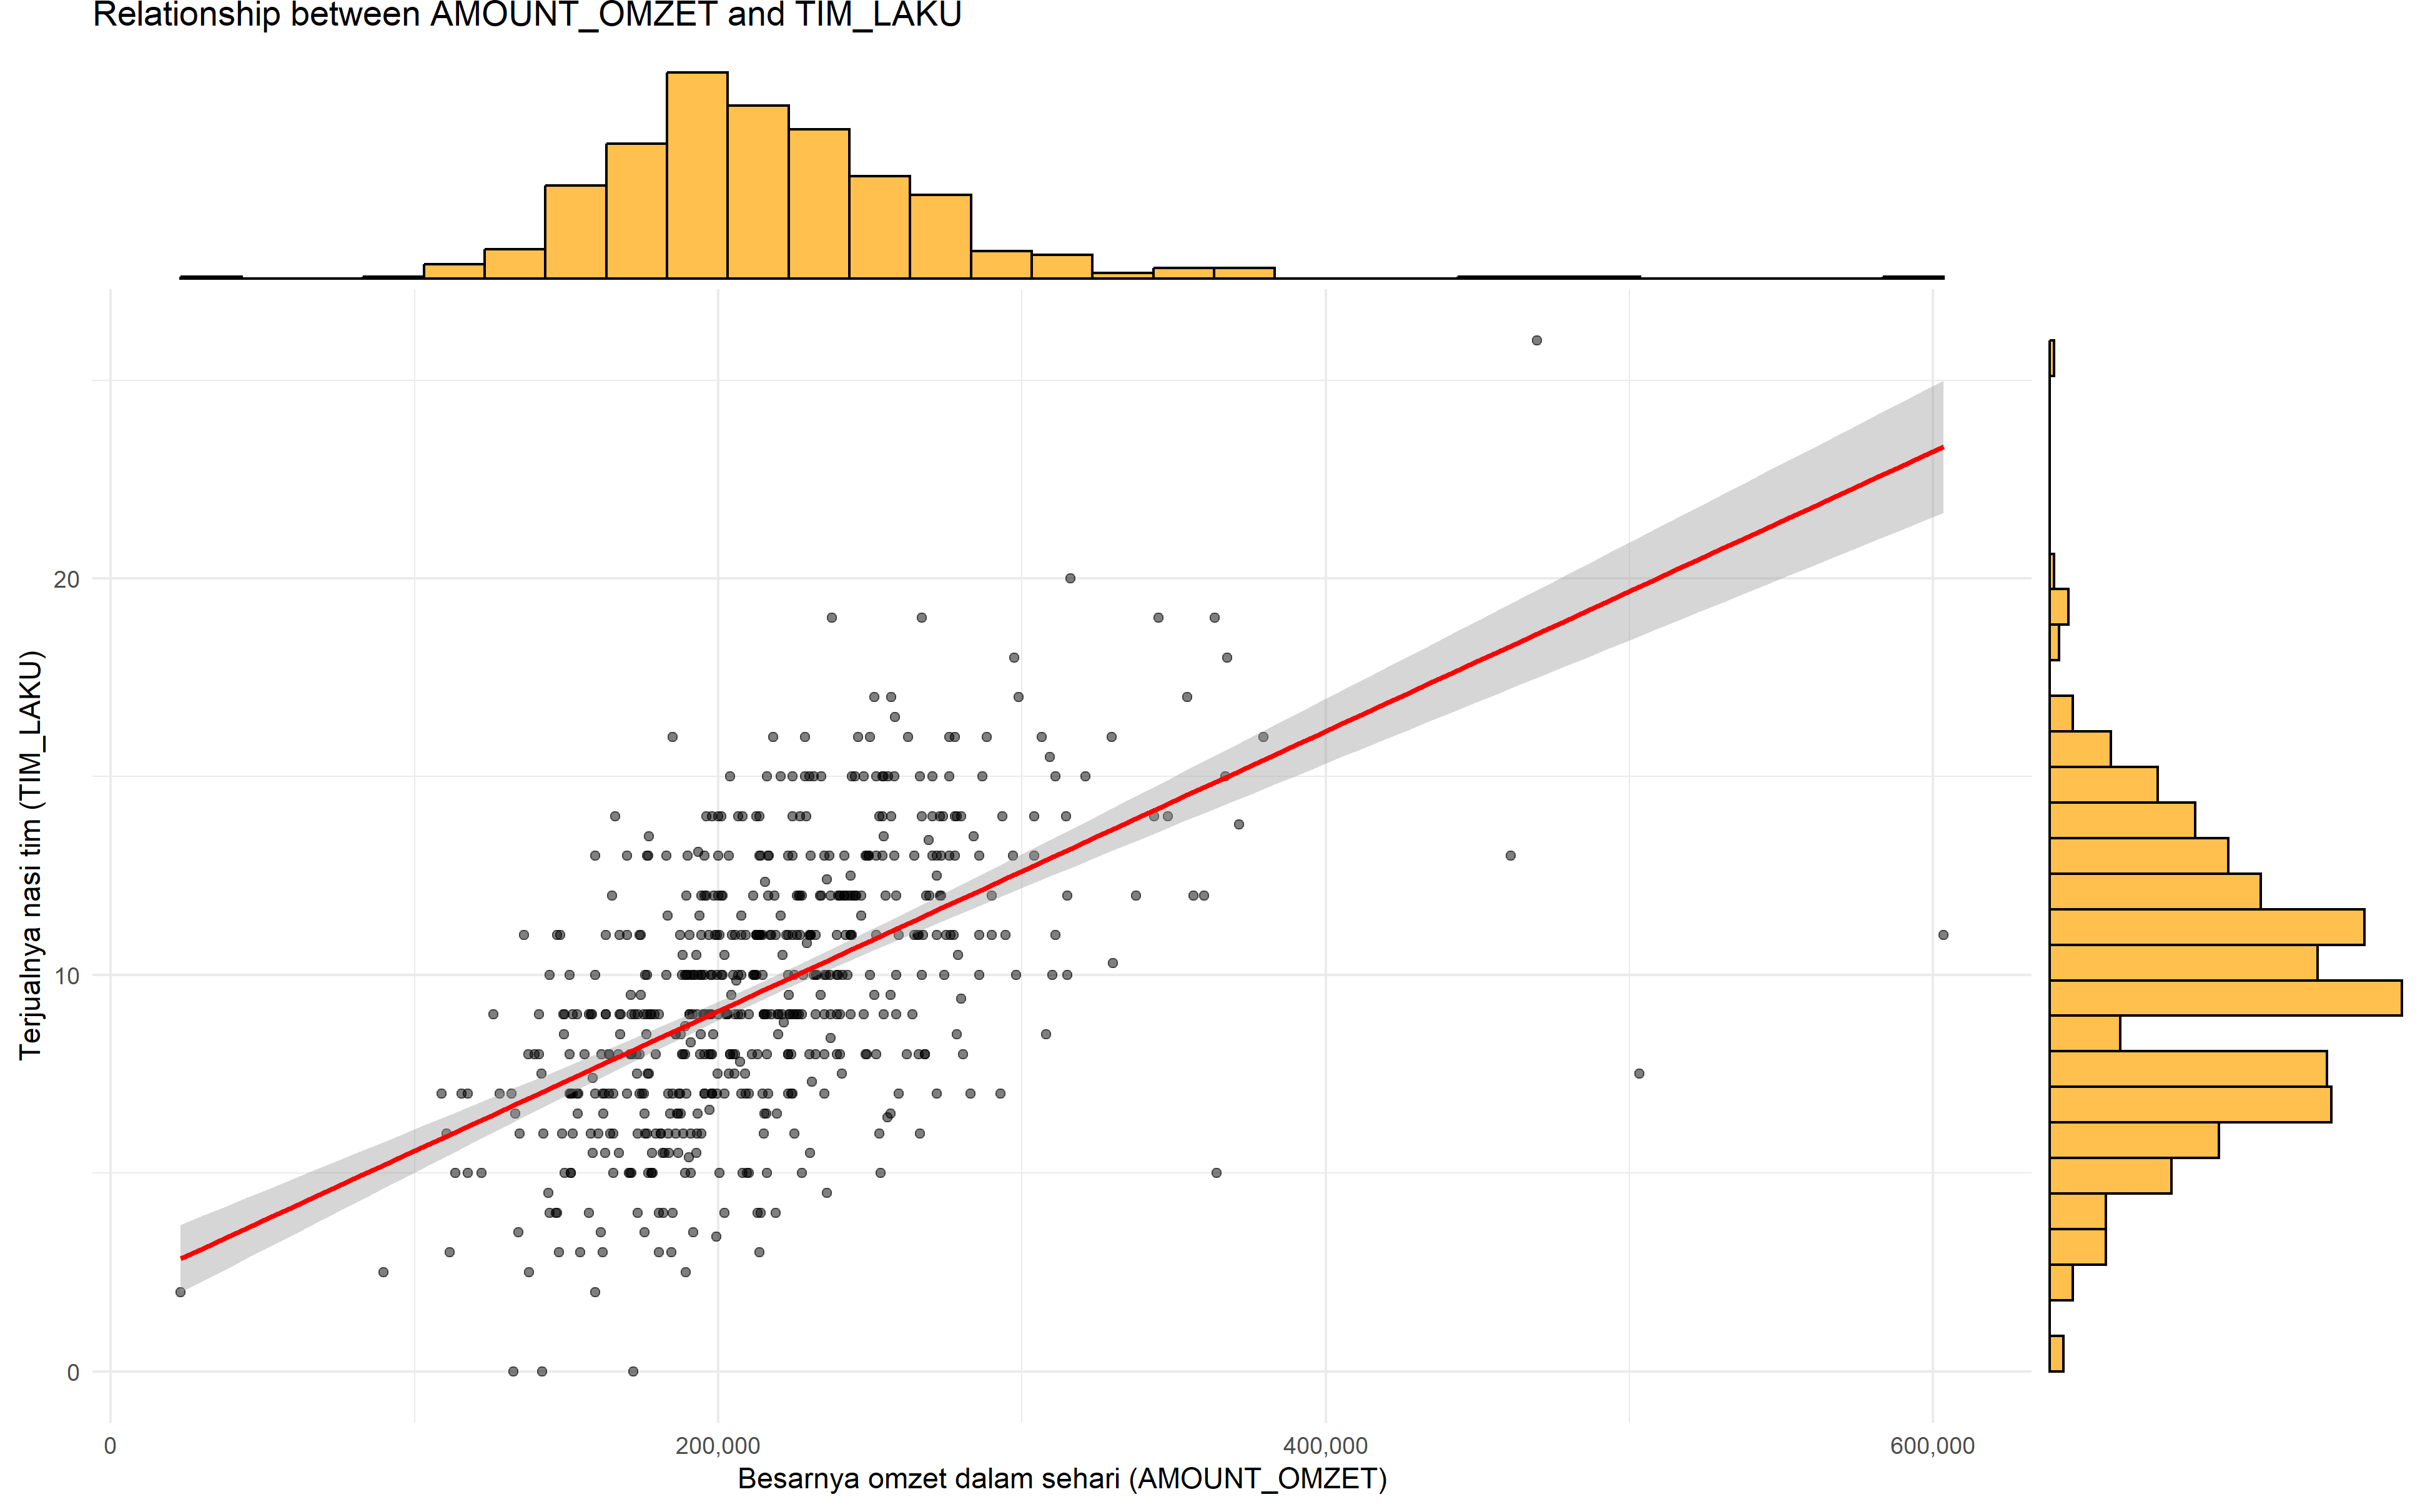 Relationship between AMOUNT_OMZET and TIM_LAKU
Terjualnya nasi tim (TIM_LAKU)
20
10
0
0
200,000
400,000
600,000
Besarnya omzet dalam sehari (AMOUNT_OMZET)